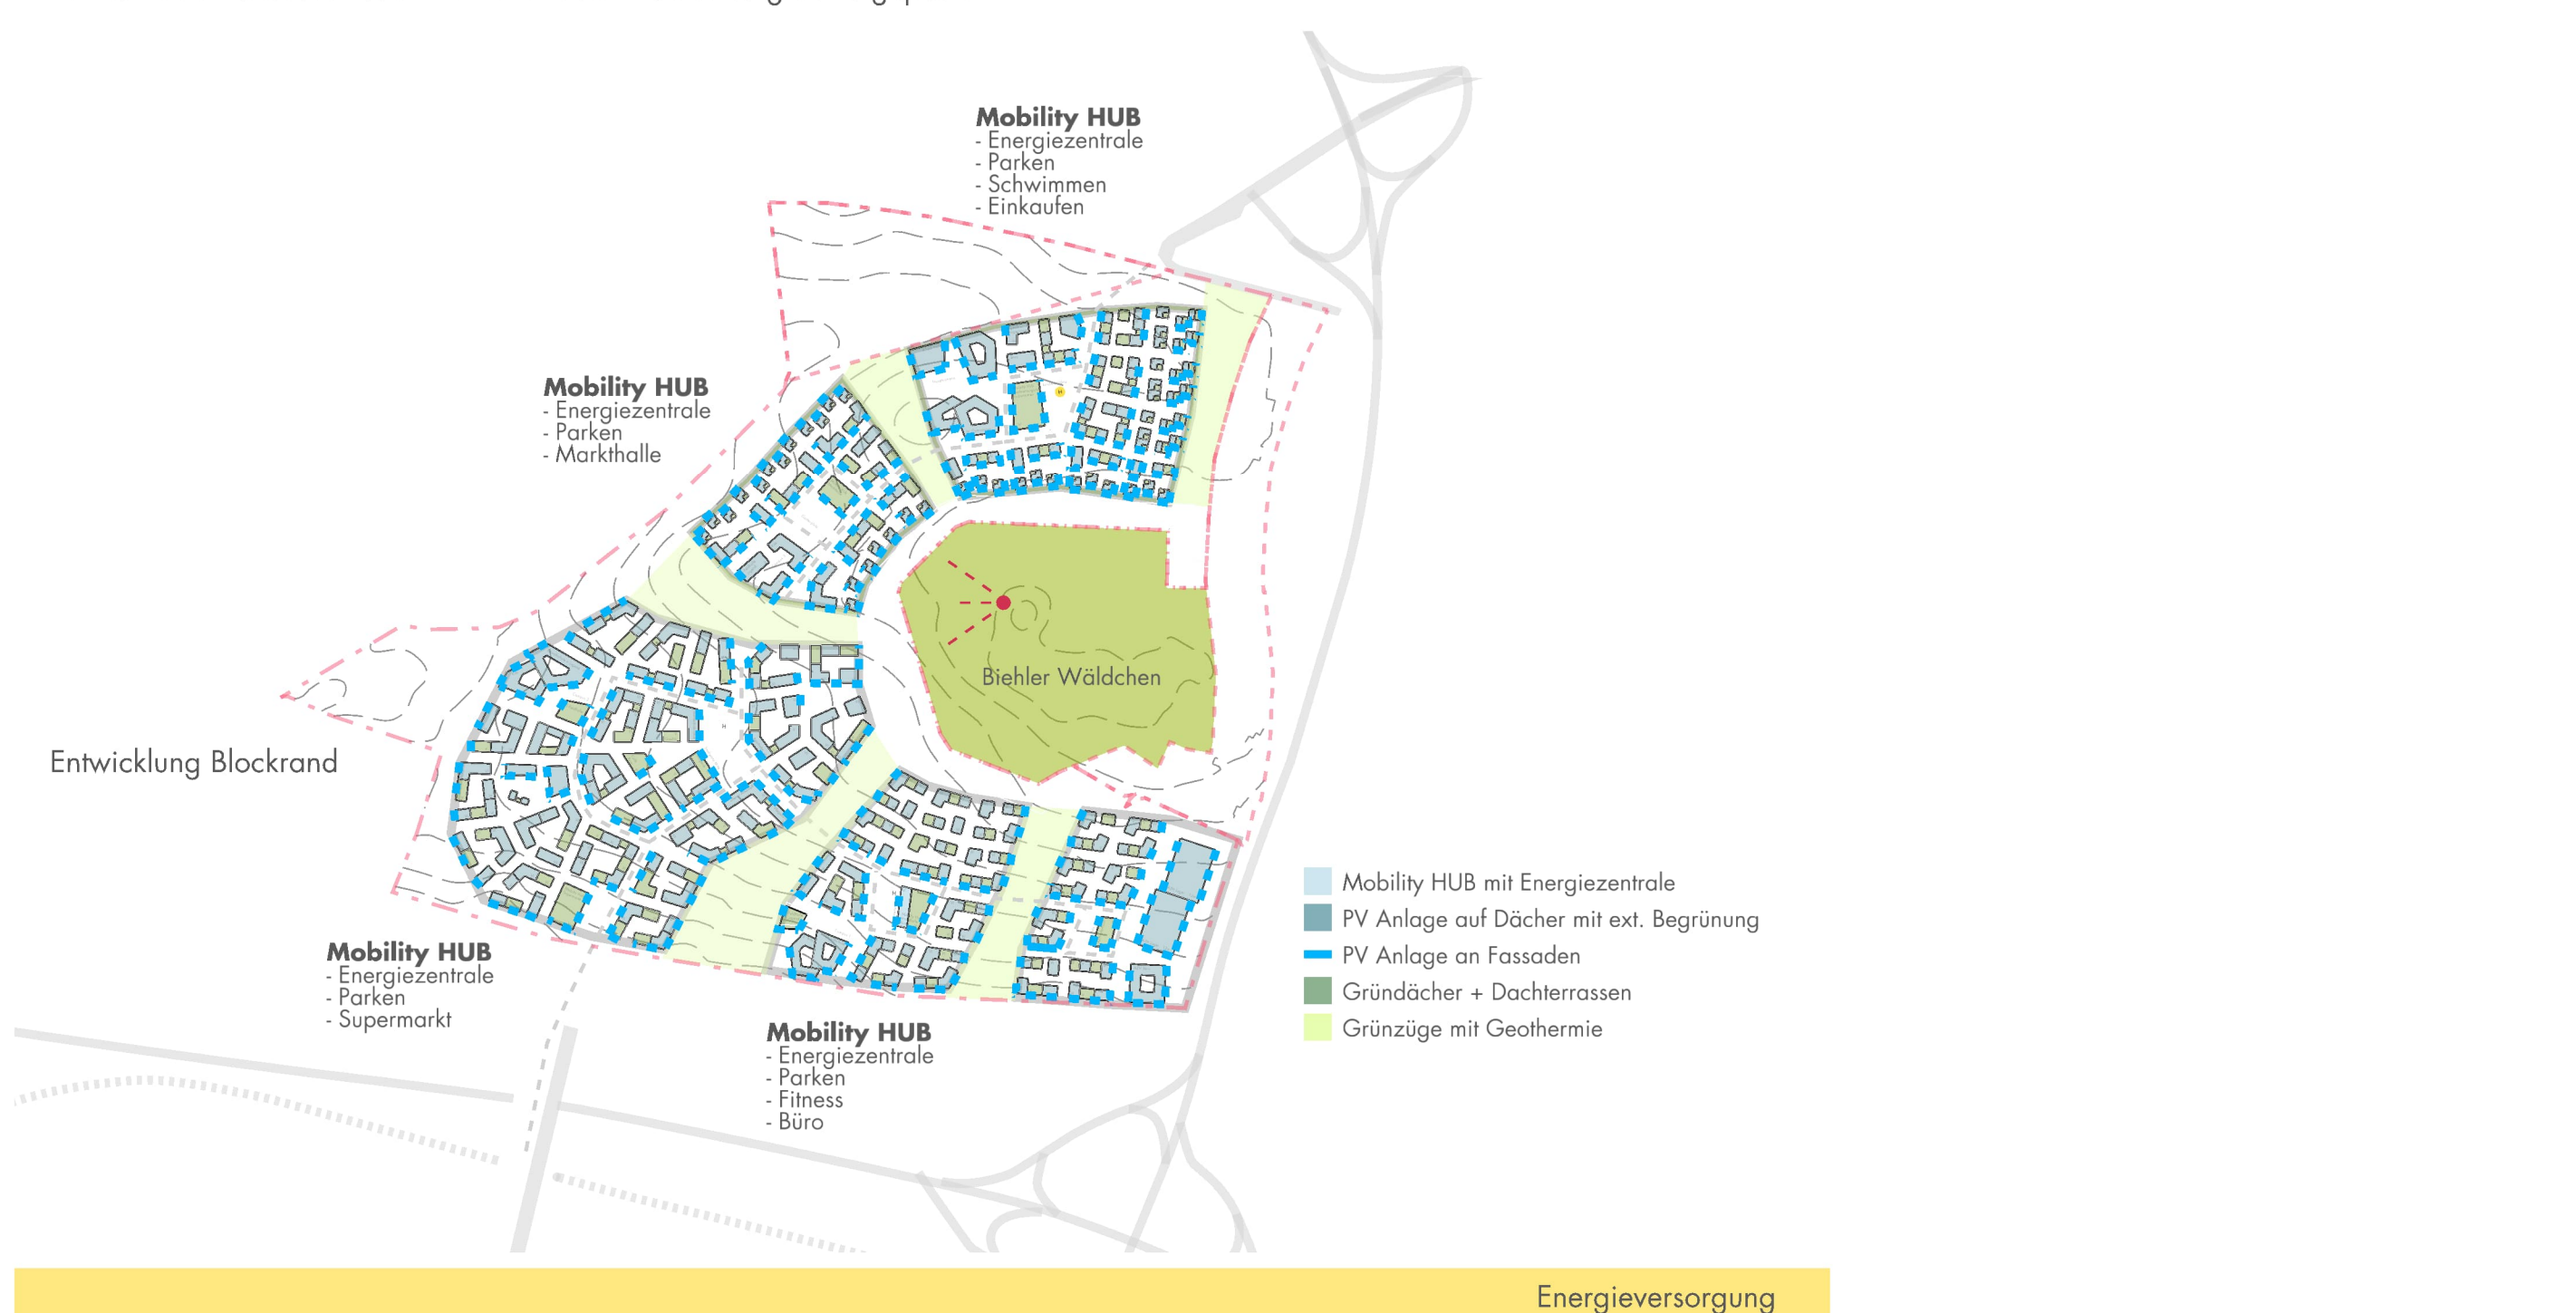 Mobility HUB
- Energiezentrale
- Parken
- Schwimmen
- Einkaufen
Mobility HUB
- Energiezentrale
- Parken
- Markthalle
Biehler Wäldchen
Entwicklung Blockrand
Mobility HUB
- Energiezentrale
- Parken
- Supermarkt
Mobility HUB
- Energiezentrale
- Parken
- Fitness
- Büro
Mobility HUB mit Energiezentrale
PV Anlage auf Dächer mit ext. Begrünung
PV Anlage an Fassaden
Gründächer + Dachterrassen
Grünzüge mit Geothermie
Energieversorgung